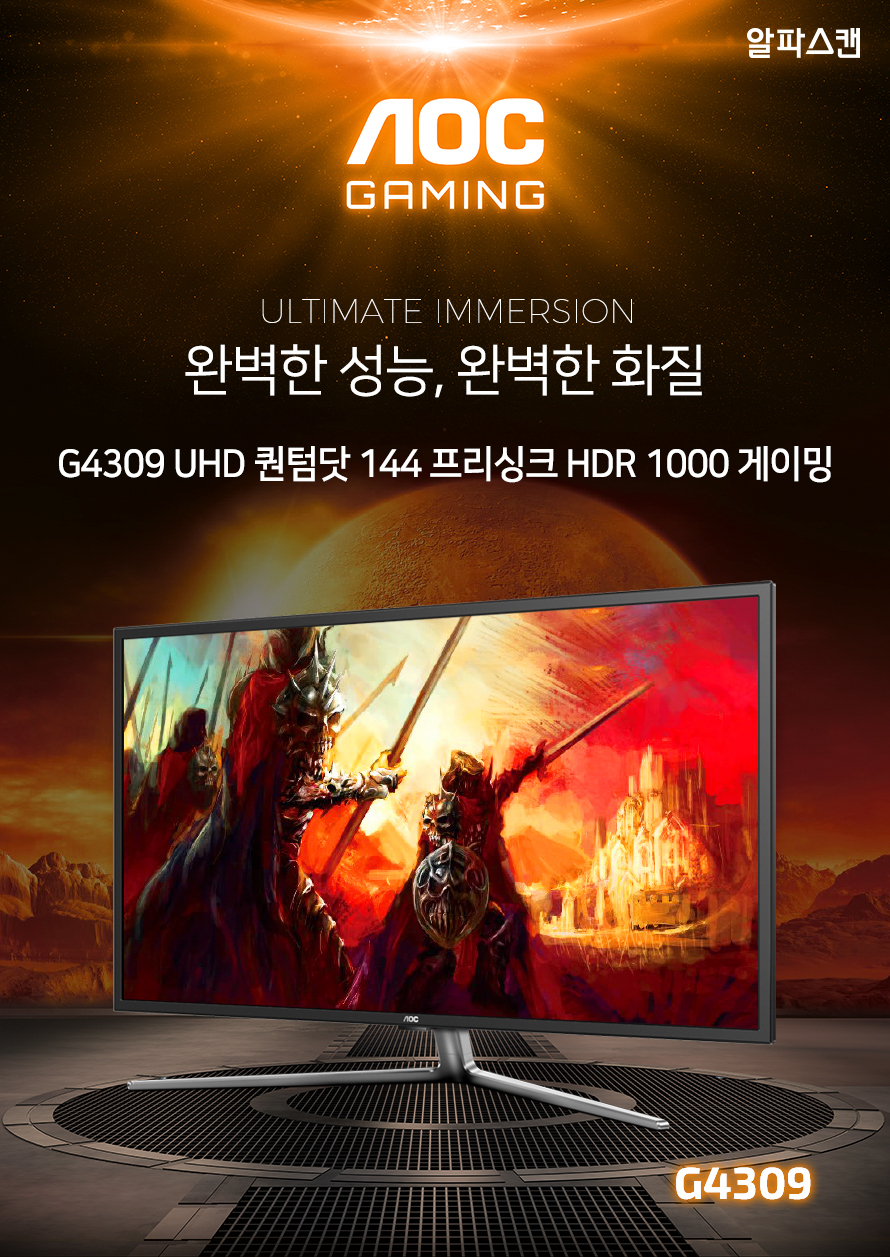 알파스캔
AOC
GAMING
ULTIMATE IMMERSION
완벽한 성능, 완벽한 화질
G4309 UHD 퀀텀닷 144 프리싱크 HDR 1000 게이밍
AOC
G4309